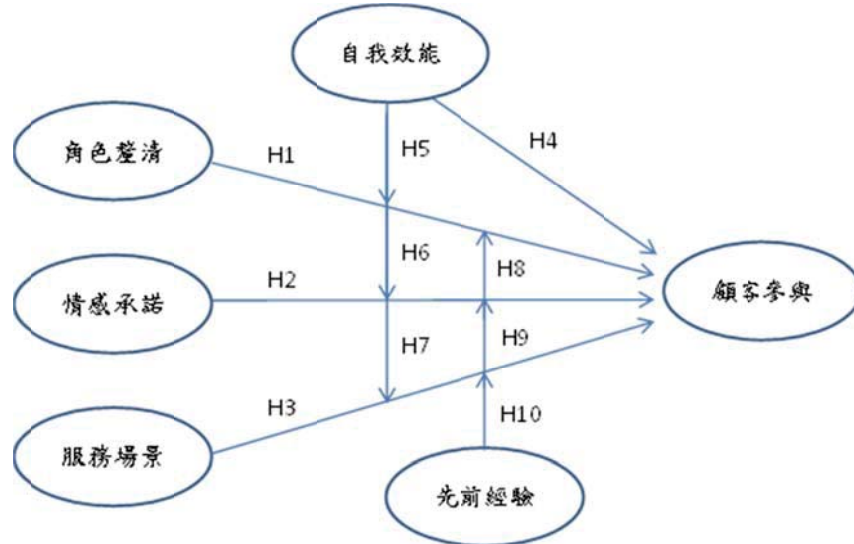 自我效能
角色釐清
H1
H5
H4
H6
H8
情感承諾
H2
顧客參與
H7
H9
H3
H10
服務場景
先前經驗